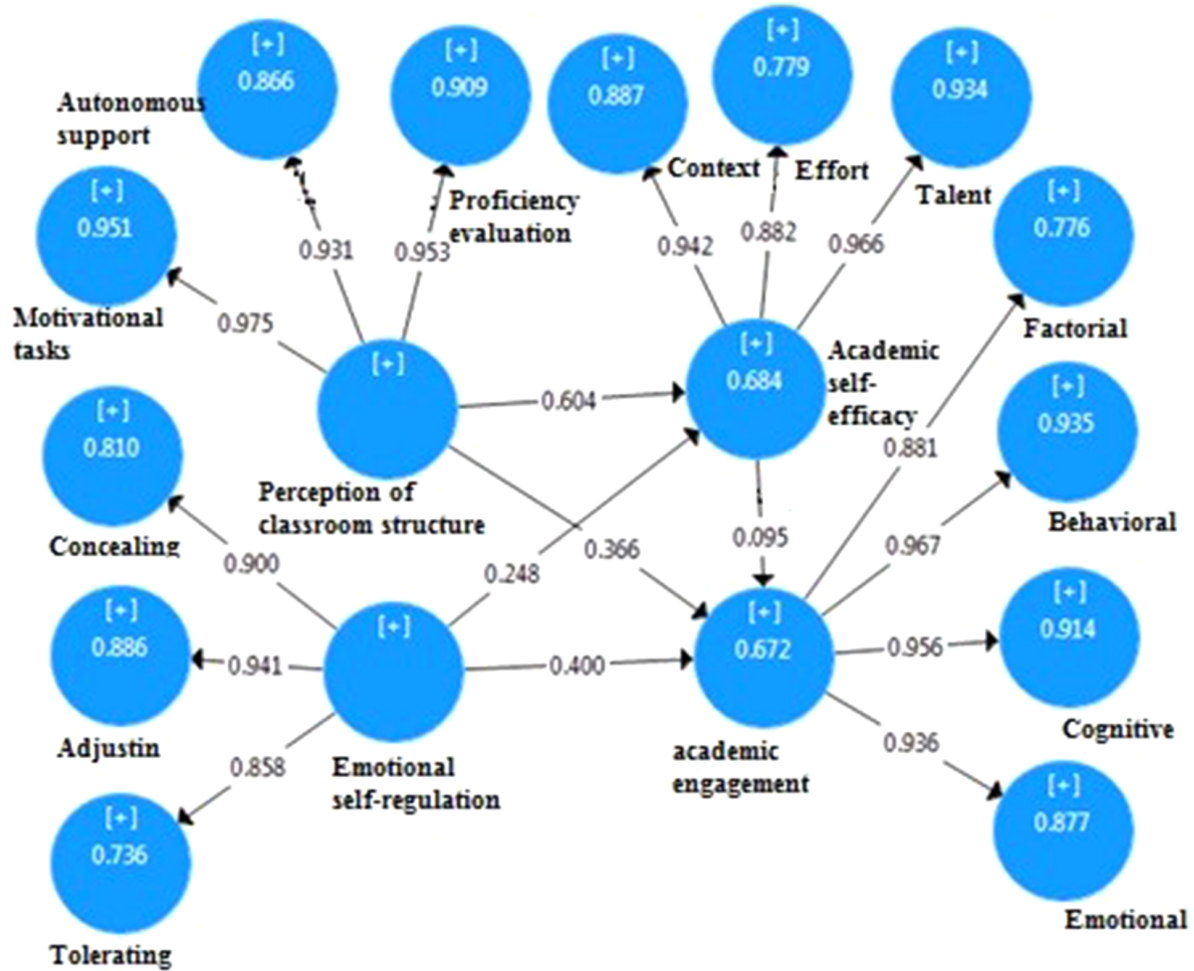 [+]
0.866
[+]
0.909
[+]
0.887
[+]
0.779
[+]
0.934
Autonomous
support
[+]
0.951
Motivational
tasks
Proficiency
evaluation
Context
Effort
Talent
[+]
0.776
Factorial
0.931
0.953
0.942
0.882
0.966
0.975
[+]
Perception of
classroom structure
0.604
[+]
0.684
Academic
self-
efficacy
0.881
[+]
0.935
Behavioral
[+]
0.810
Concealing
0.900
0.248
0.366
0.095
0.967
[+]
0.886
Adjustin
0.941
[+]
Emotional
self-regulation
0.400
[+]
0.672
academic
engagement
0.956
[+]
0.914
Cognitive
0.858
0.936
[+]
0.736
Tolerating
[+]
0.877
Emotional